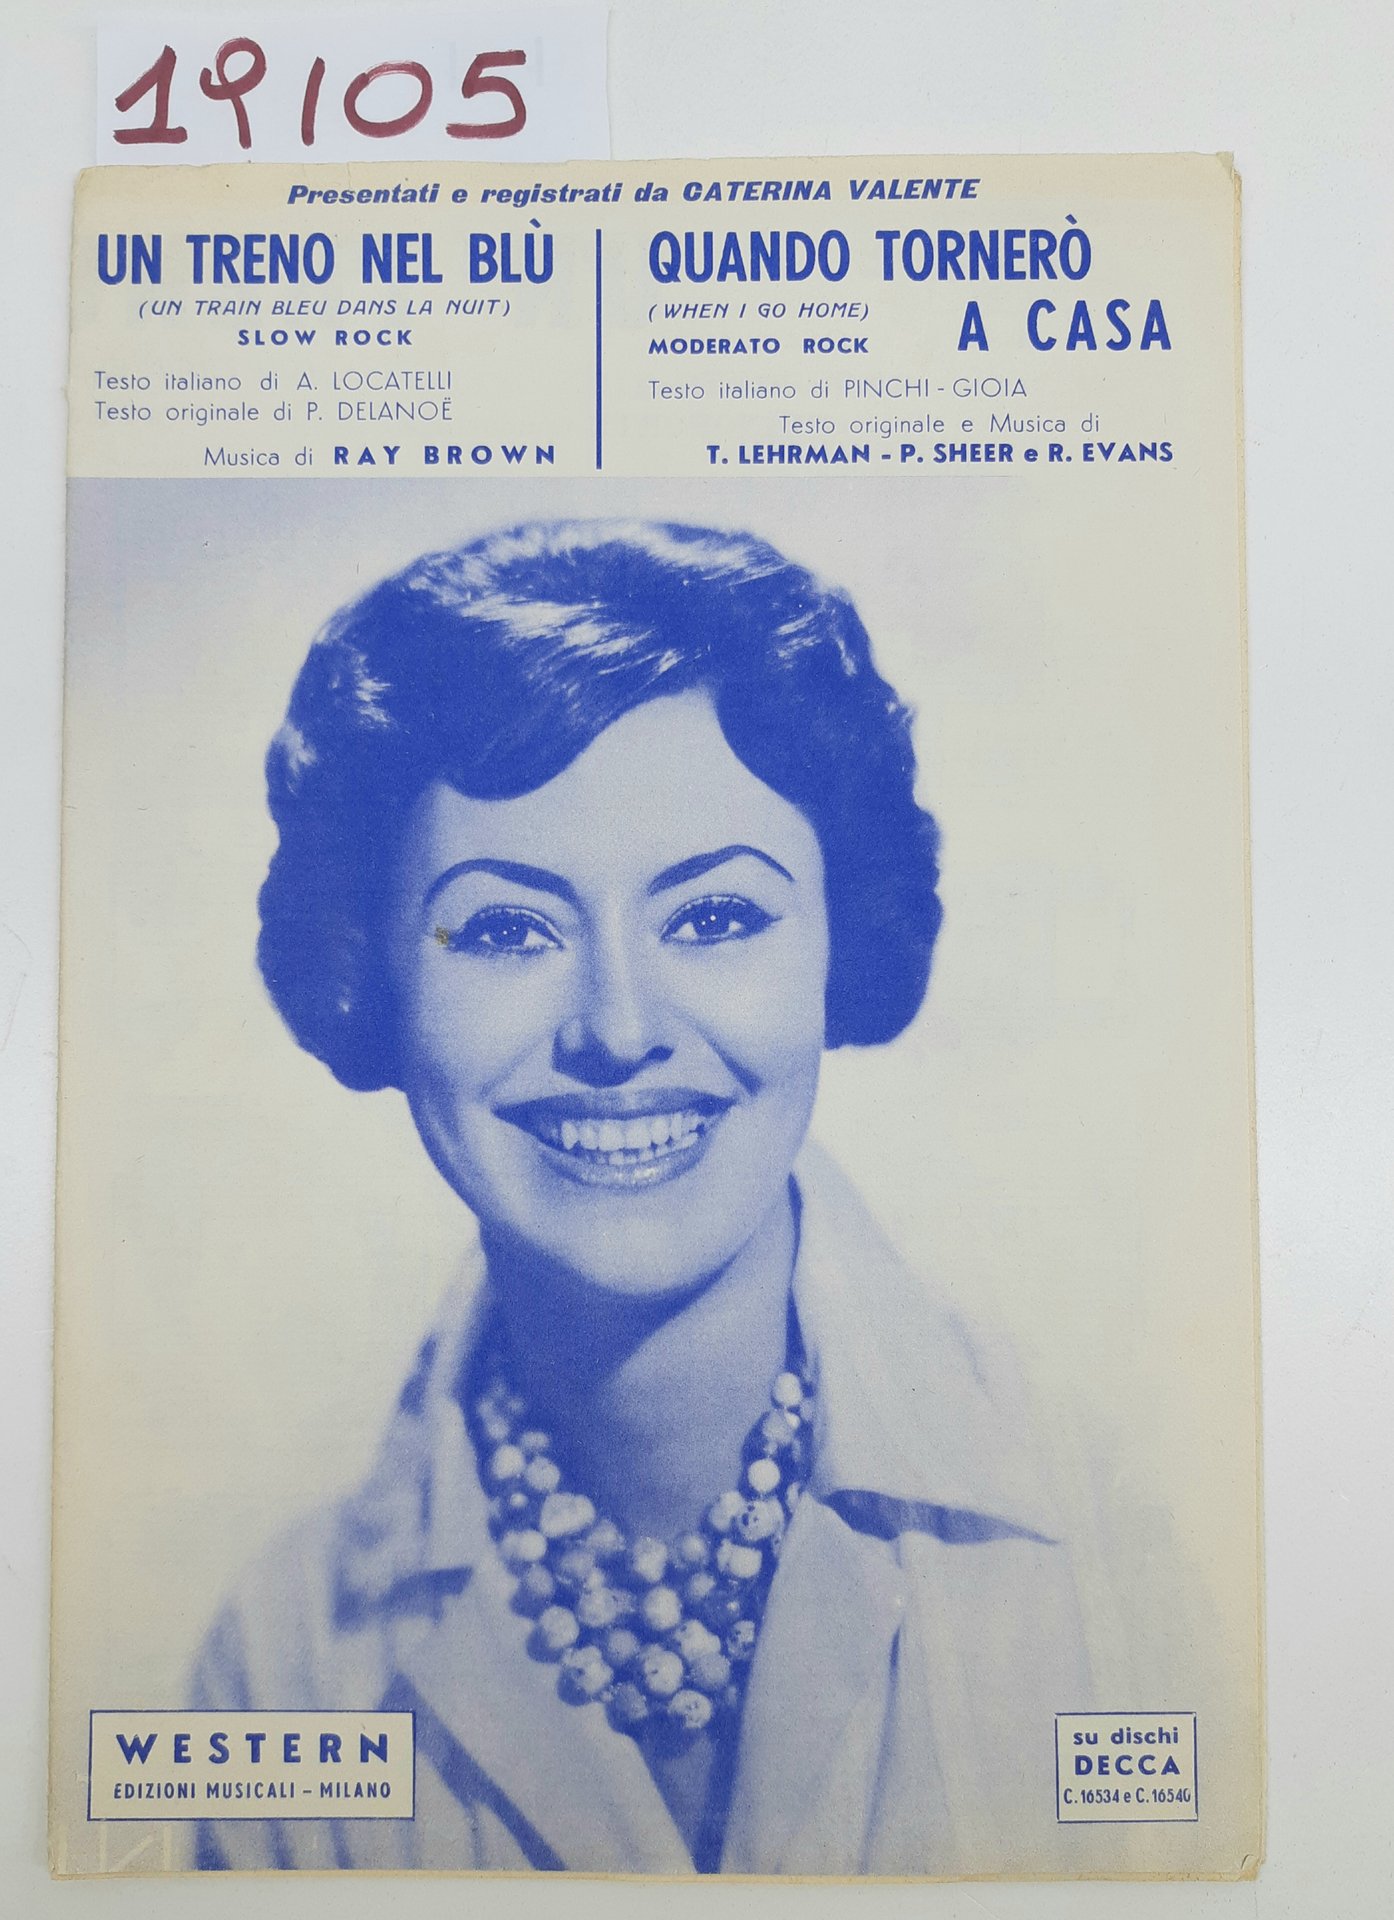 19105
Presentati e registrati da CATERINA VALENTE
UN TRENO NEL BLÙ
(UN TRAIN BLEU DANS LA NUIT)
SLOW ROCK
Testo italiano di A. LOCATELLI
Testo originale di P. DELANOË
Musica di RAY BROWN
QUANDO TORNERÒ
(WHEN I GO HOME) A CASA
MODERATO ROCK
Testo italiano di PINCHI - GIOIA
Testo originale e Musica di
T. LEHRMAN - P. SHEER e R. EVANS
WESTERN
EDIZIONI MUSICALI - MILANO
su dischi
DECCA
C. 16534 e C. 16540